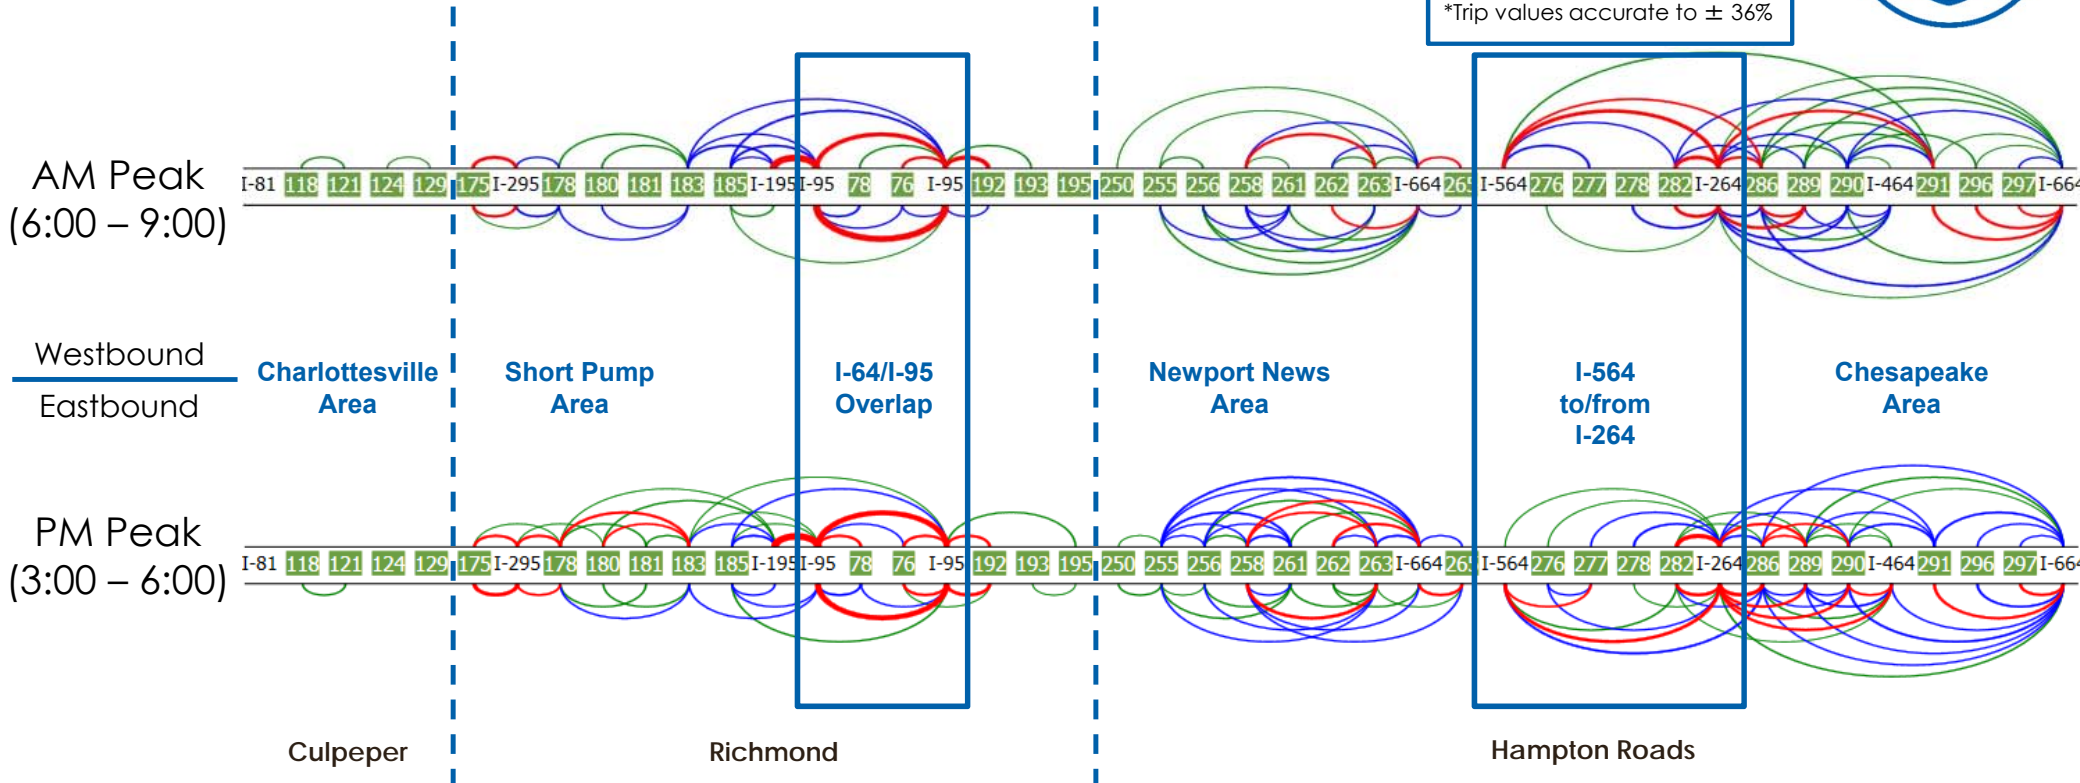 *Trip values accurate to ± 36%
AM Peak
(6:00 – 9:00)
I-81 118 121 124 129 175 I-295 178 180 181 183 185 I-195 I-95 78 76 I-95 192 193 195 250 255 256 258 261 262 263 I-664 265 I-564 276 277 278 282 I-264 286 289 290 I-464 291 296 297 I-664
Westbound
Eastbound
Charlottesville
Area
Short Pump
Area
I-64/I-95
Overlap
Newport News
Area
I-564
to/from
I-264
Chesapeake
Area
PM Peak
(3:00 – 6:00)
I-81 118 121 124 129 175 I-295 178 180 181 183 185 I-195 I-95 78 76 I-95 192 193 195 250 255 256 258 261 262 263 I-664 265 I-564 276 277 278 282 I-264 286 289 290 I-464 291 296 297 I-664
Culpeper
Richmond
Hampton Roads